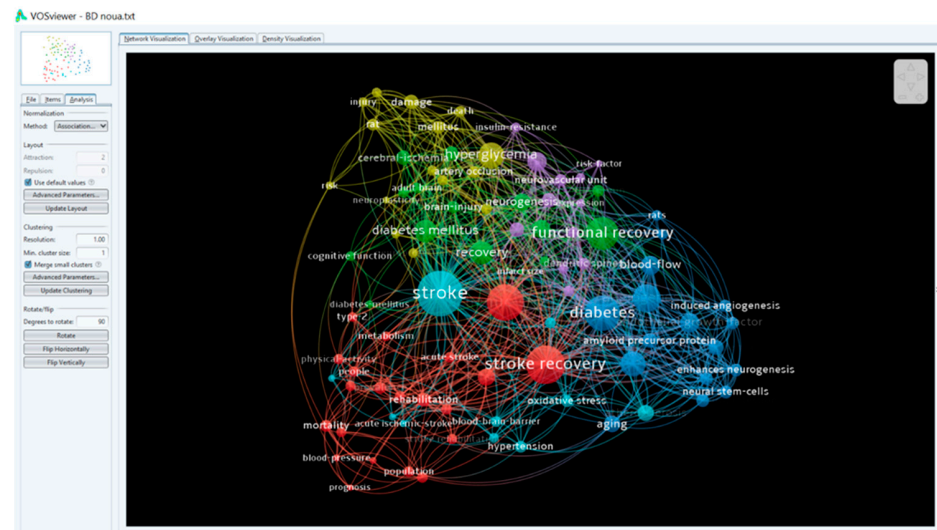 VOSviewer - BD noua.txt
Network Visualization Overlay Visualization Density Visualization
File Items Analysis
Normalization
Method: Association...
Layout
Attraction: 2
Repulsion: 0
Use default values
Advanced Parameters...
Update Layout
Clustering
Resolution: 1.00
Min. cluster size: 1
Merge small clusters
Advanced Parameters...
Update Clustering
Rotate/flip
Degrees to rotate: 90
Rotate
Flip Horizontally
Flip Vertically
injury damage
death
rat mellitus insulin-resistance
cerebral-ischemia hyperglycemia
risk-factor
artery occlusion
neurovascular unit
risk adult brain
neuroplasticity brain-injury neurogenesis expression
rats
diabetes mellitus functional recovery
cognitive function recovery
infarct size dendritic spine blood-flow
stroke
diabetes-mellitus induced angiogenesis
type-2 diabetes
growth-factor
metabolism amyloid precursor protein
physical-activity acute stroke stroke recovery
people enhances neurogenesis
rehabilitation oxidative stress neural stem-cells
mortality acute ischemic-stroke blood-brain-barrier aging
hypertension
blood-pressure
population
prognosis